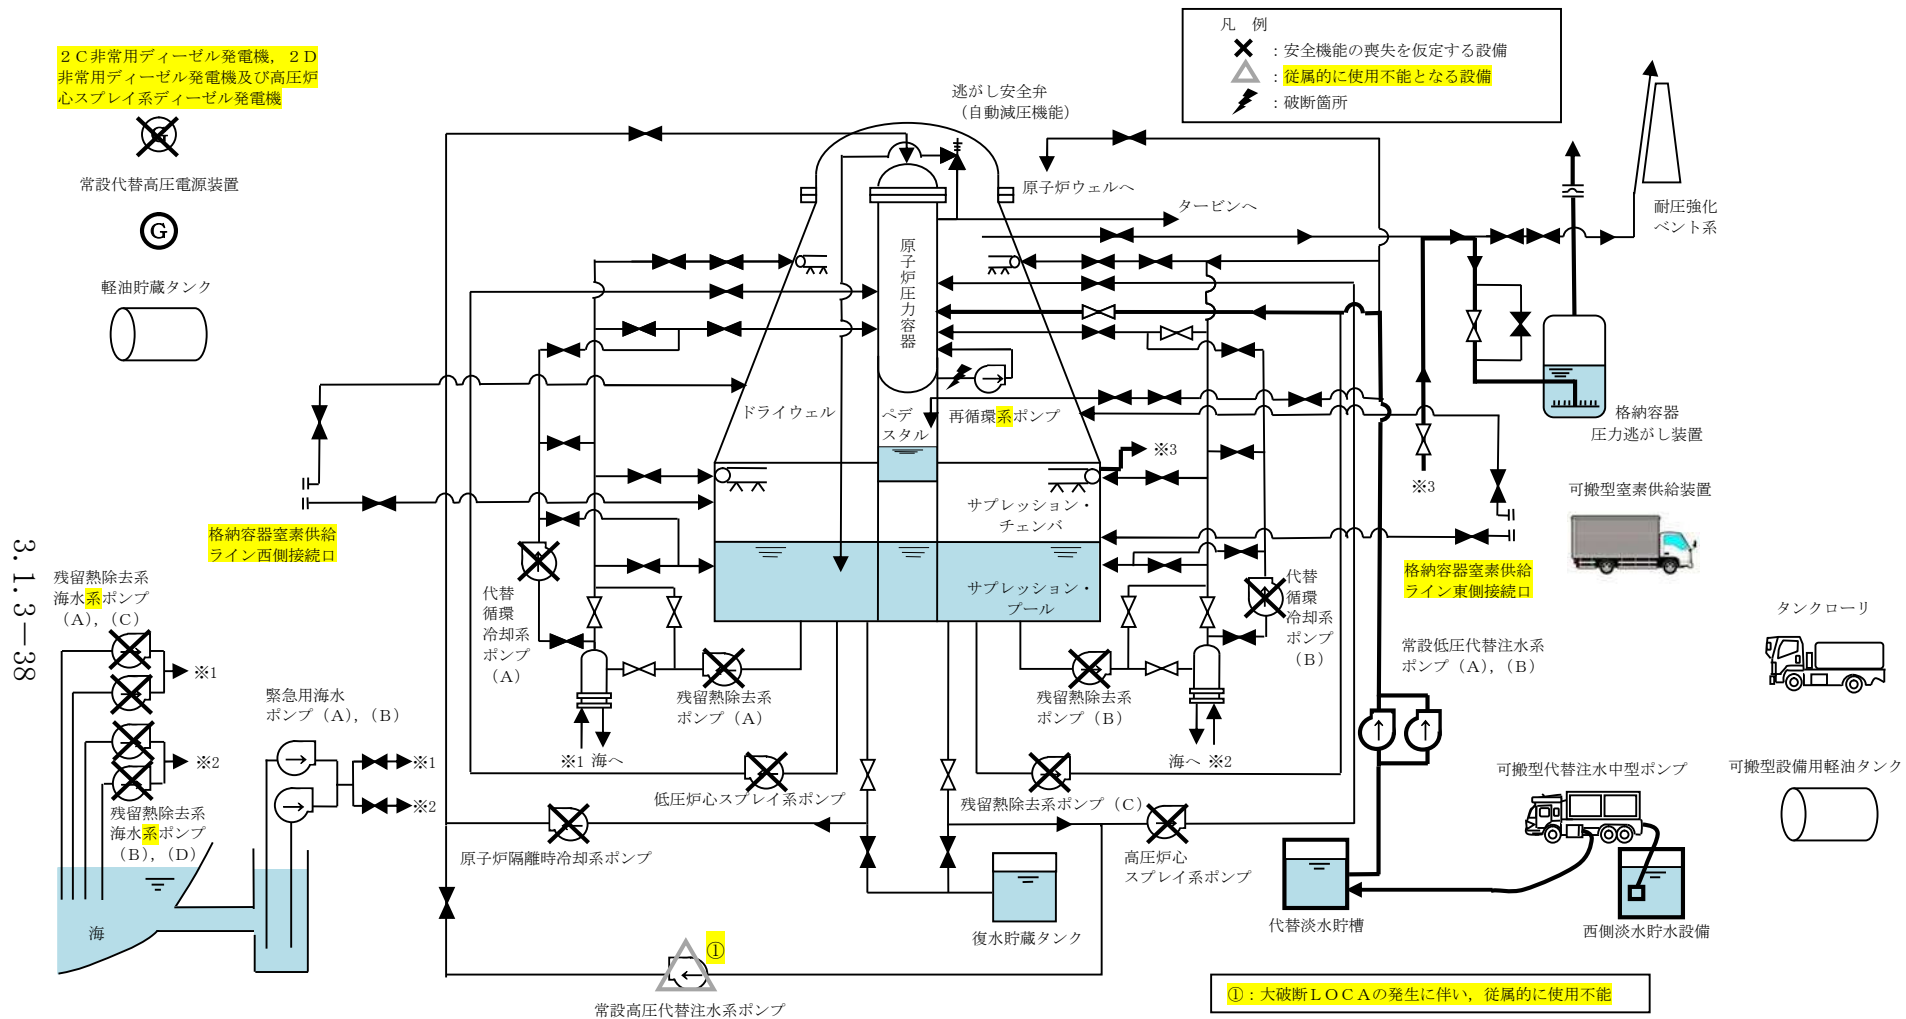 ２Ｃ非常用ディーゼル発電機，２Ｄ
非常用ディーゼル発電機及び高圧炉
心スプレイ系ディーゼル発電機
G
常設代替高圧電源装置
G
軽油貯蔵タンク
凡　例
：安全機能の喪失を仮定する設備
：従属的に使用不能となる設備
：破断箇所
逃がし安全弁
（自動減圧機能）
原子炉ウェルへ
タービンへ
耐圧強化
ベント系
原子炉圧力容器
ドライウェル
ペデ
スタル
再循環系ポンプ
※3
※3
格納容器
圧力逃がし装置
可搬型窒素供給装置
サプレッション・
チェンバ
サプレッション・
プール
格納容器窒素供給
ライン西側接続口
格納容器窒素供給
ライン東側接続口
3.1.3－38
残留熱除去系
海水系ポンプ
（A），（C）
※1
※2
残留熱除去系
海水系ポンプ
（B），（D）
海
緊急用海水
ポンプ（A），（B）
※1
※2
代替
循環
冷却系
ポンプ
（A）
残留熱除去系
ポンプ（A）
※1 海へ
代替
循環
冷却系
ポンプ
（B）
残留熱除去系
ポンプ（B）
海へ ※2
低圧炉心スプレイ系ポンプ
残留熱除去系ポンプ（C）
原子炉隔離時冷却系ポンプ
高圧炉心
スプレイ系ポンプ
復水貯蔵タンク
①
常設高圧代替注水系ポンプ
タンクローリ
常設低圧代替注水系
ポンプ（A），（B）
可搬型代替注水中型ポンプ
可搬型設備用軽油タンク
代替淡水貯槽
西側淡水貯水設備
①：大破断ＬＯＣＡの発生に伴い，従属的に使用不能